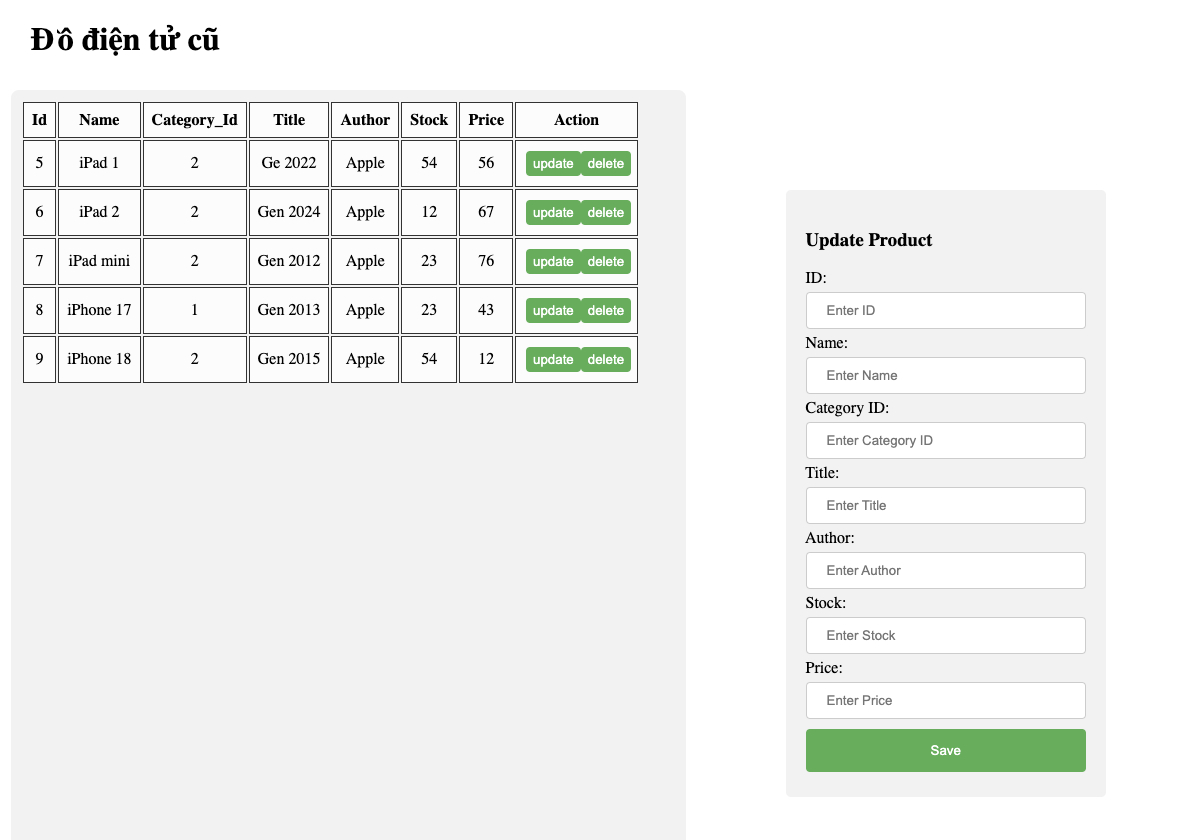 Đồ điện tử cũ
Id Name Category_Id Title Author Stock Price Action
5 iPad 1 2 Ge 2022 Apple 54 56 update delete
6 iPad 2 2 Gen 2024 Apple 12 67 update delete
7 iPad mini 2 Gen 2012 Apple 23 76 update delete
8 iPhone 17 1 Gen 2013 Apple 23 43 update delete
9 iPhone 18 2 Gen 2015 Apple 54 12 update delete
Update Product
ID:
Enter ID
Name:
Enter Name
Category ID:
Enter Category ID
Title:
Enter Title
Author:
Enter Author
Stock:
Enter Stock
Price:
Enter Price
Save